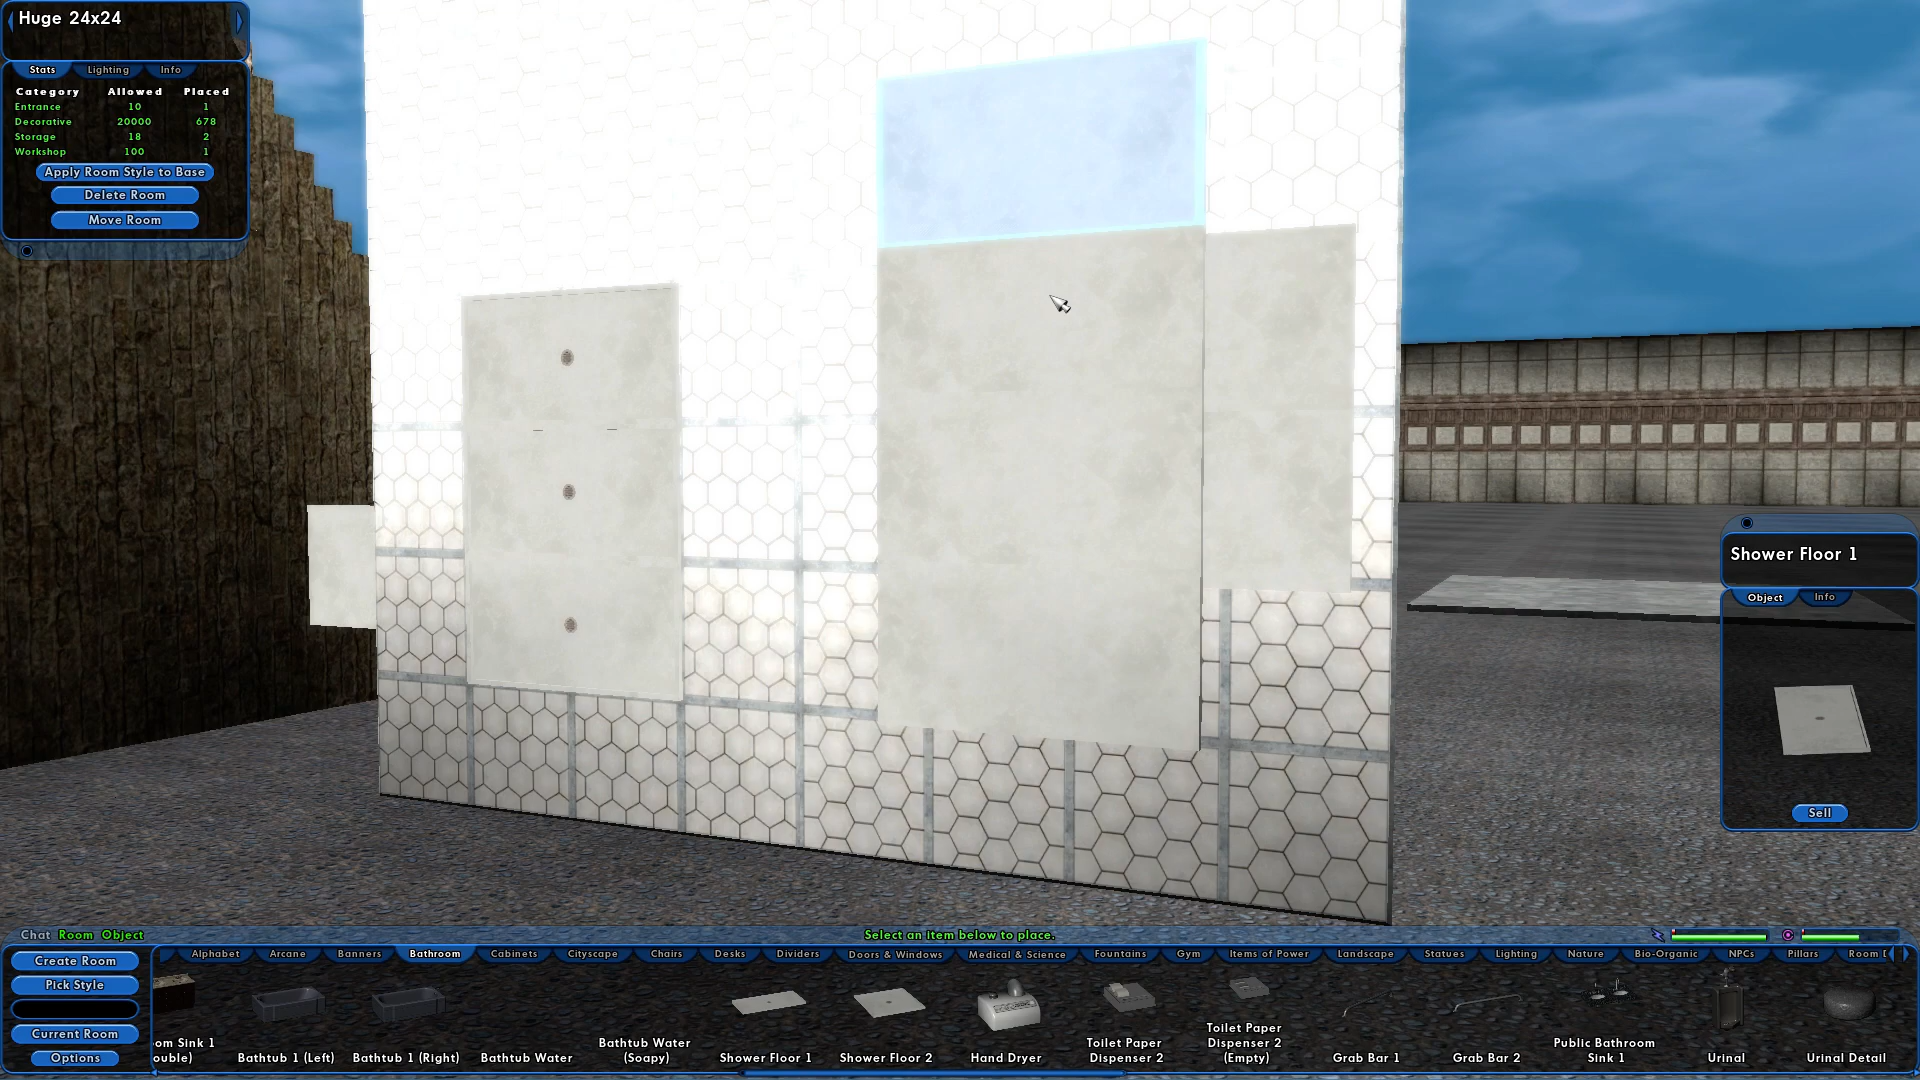 Huge 24x24
Stats Lighting Info
Category Allowed Placed
Entrance 10 1
Decorative 20000 678
Storage 18 2
Workshop 100 1
Apply Room Style to Base
Delete Room
Move Room
Shower Floor 1
Object Info
Sell
Chat Room Object
Select an item below to place.
Create Room
Pick Style
Current Room
Options
Alphabet Arcane Banners Bathroom Cabinets Cityscape Chairs Desks Dividers Doors & Windows Medical & Science Fountains Gym Items of Power Landscape Statues Lighting Nature Bio-Organic NPCs Pillars Room D
om Sink 1
ouble)
Bathtub 1 (Left)
Bathtub 1 (Right)
Bathtub Water
Bathtub Water
(Soapy)
Shower Floor 1
Shower Floor 2
Hand Dryer
Toilet Paper
Dispenser 2
Toilet Paper
Dispenser 2
(Empty)
Grab Bar 1
Grab Bar 2
Public Bathroom
Sink 1
Urinal
Urinal Detail